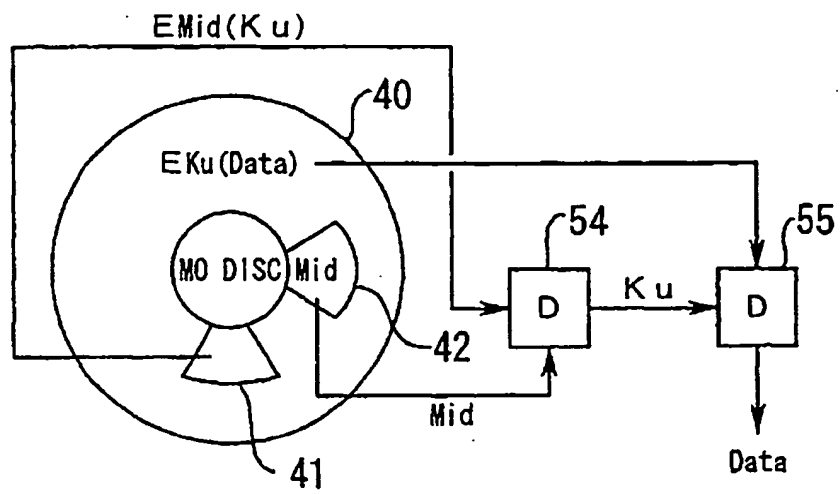 EMid(Ku)
40
EKu(Data)
54
55
MO DISC
Mid
D
Ku
D
42
Mid
41
Data